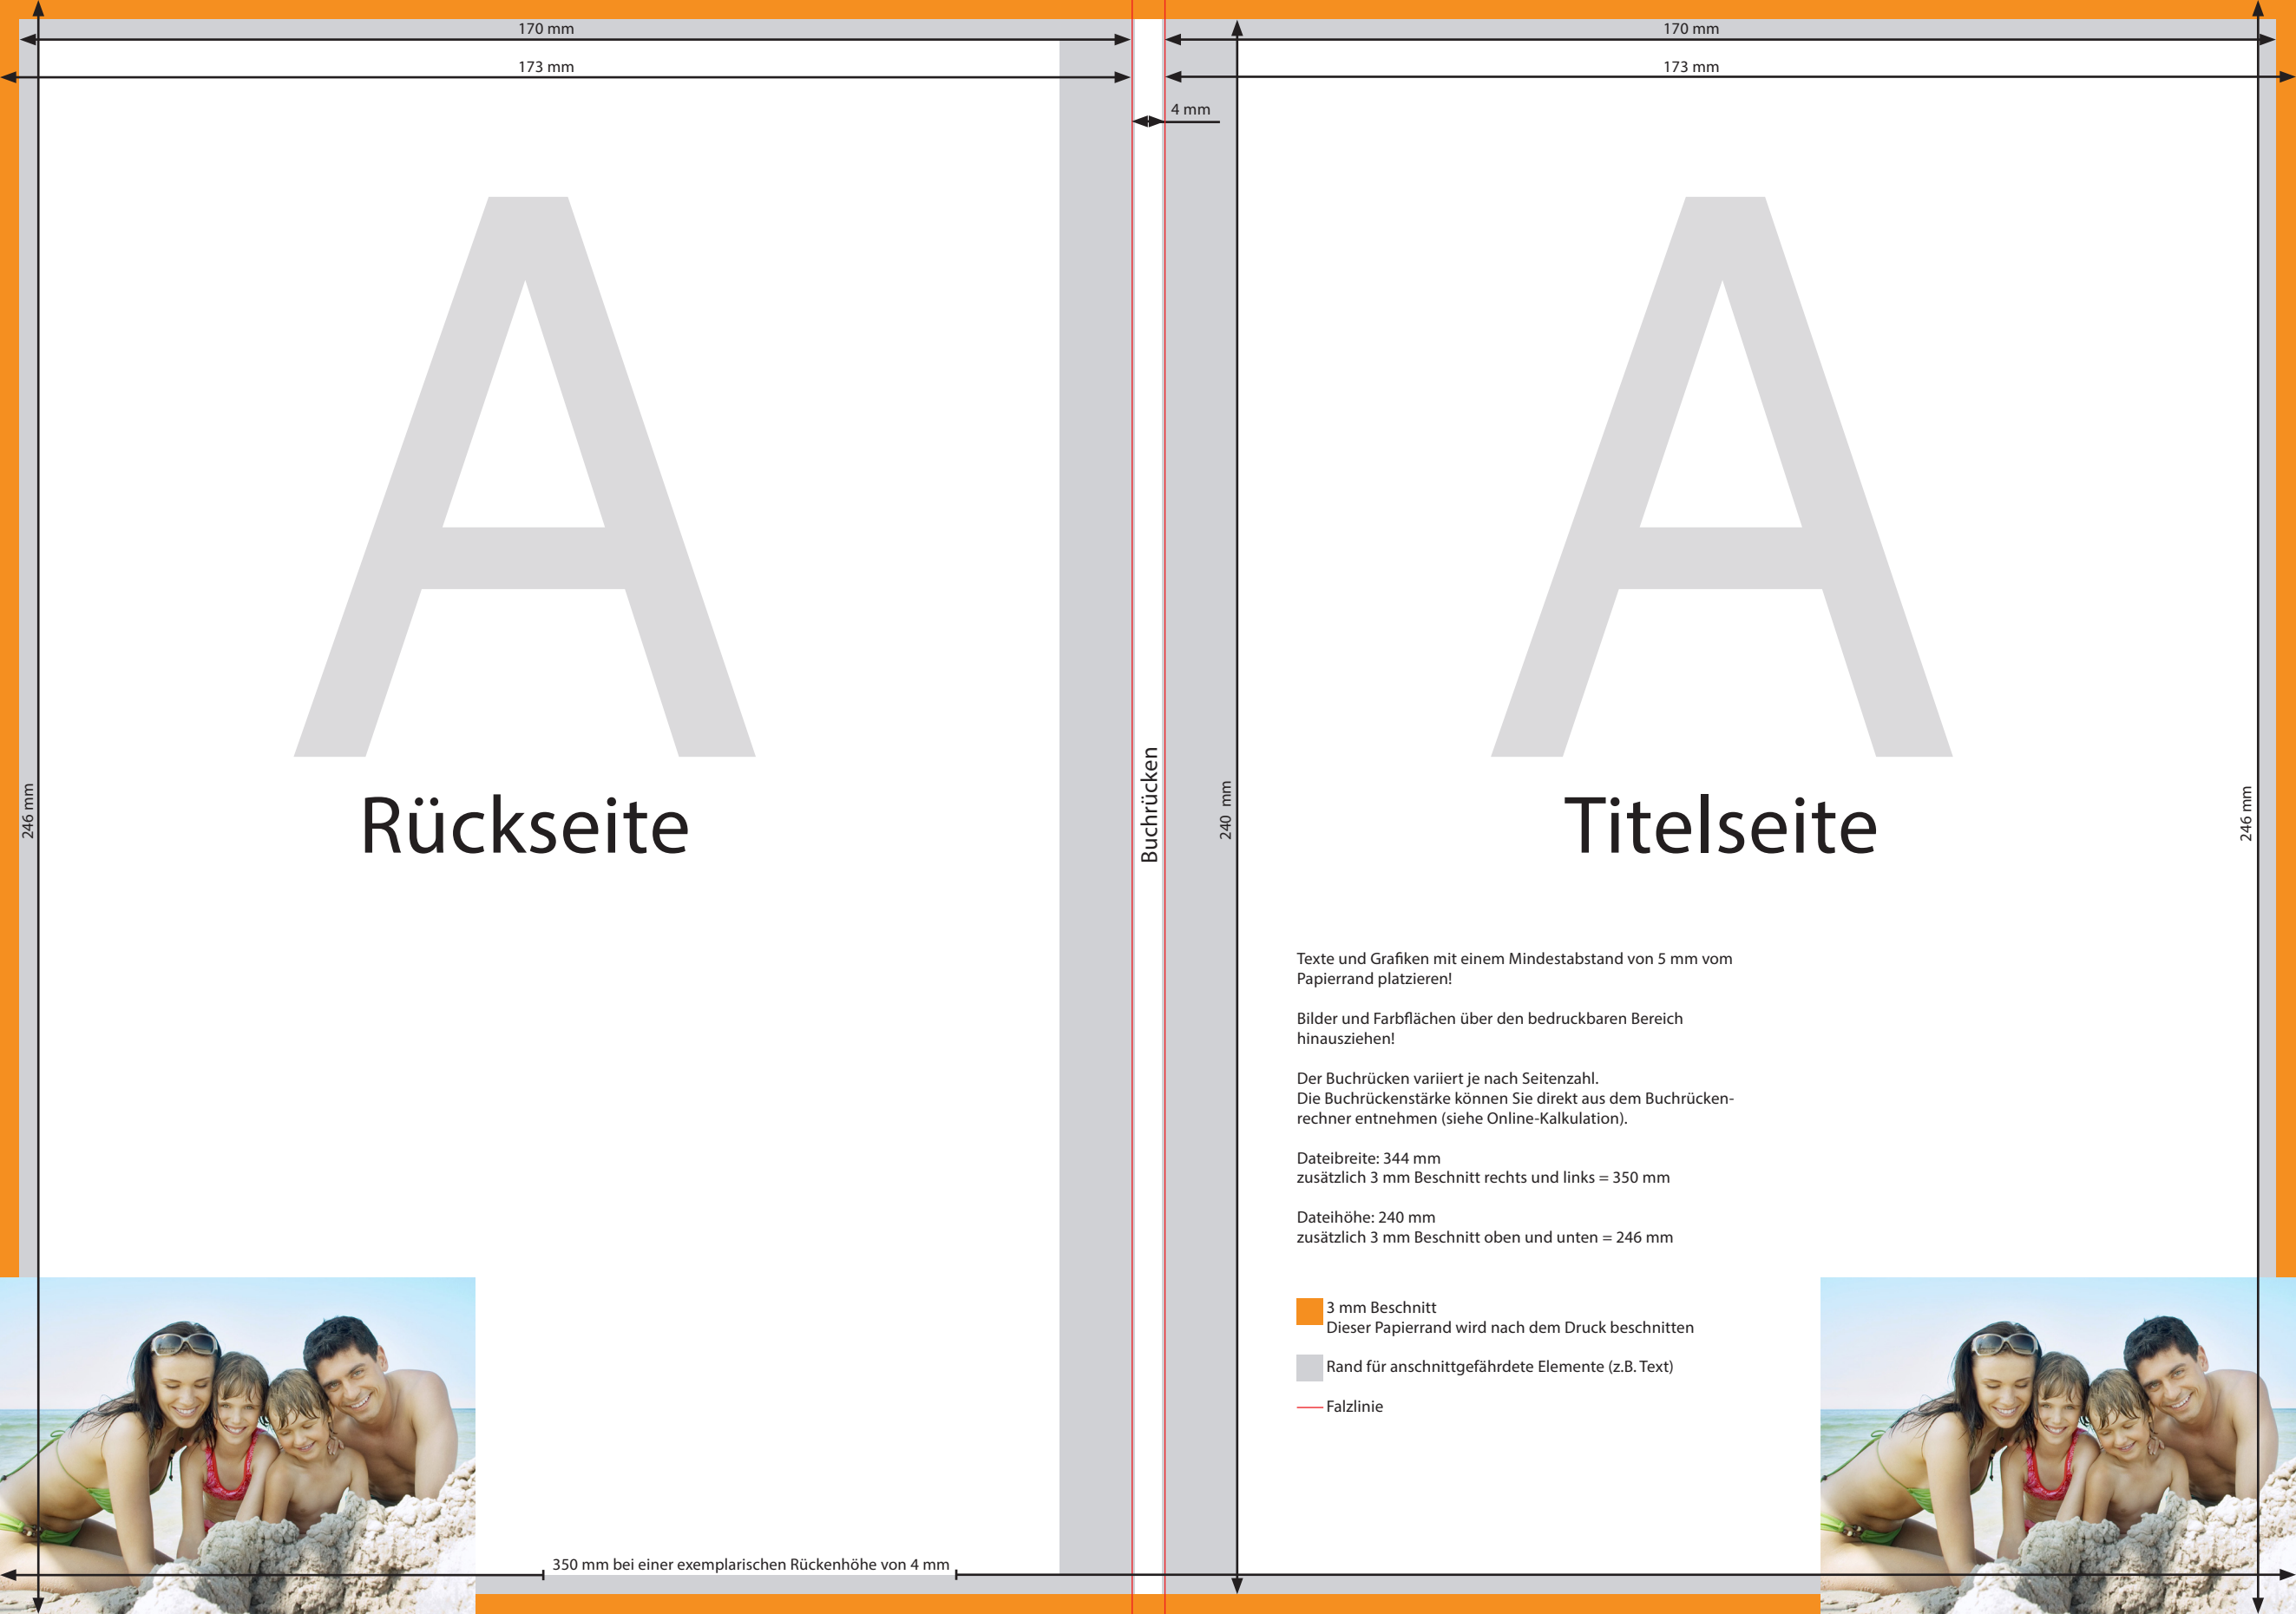 170 mm
170 mm
173 mm
173 mm
4 mm
A
A
Rückseite
Buchrücken
Titelseite
246 mm
240 mm
246 mm
Texte und Grafiken mit einem Mindestabstand von 5 mm vom
Papierrand platzieren!
Bilder und Farbflächen über den bedruckbaren Bereich
hinausziehen!
Der Buchrücken variiert je nach Seitenzahl.
Die Buchrückenstärke können Sie direkt aus dem Buchrücken-
rechner entnehmen (siehe Online-Kalkulation).
Dateibreite: 344 mm
zusätzlich 3 mm Beschnitt rechts und links = 350 mm
Dateihöhe: 240 mm
zusätzlich 3 mm Beschnitt oben und unten = 246 mm
3 mm Beschnitt
Dieser Papierrand wird nach dem Druck beschnitten
Rand für anschnittgefährdete Elemente (z.B. Text)
Falzlinie
350 mm bei einer exemplarischen Rückenhöhe von 4 mm